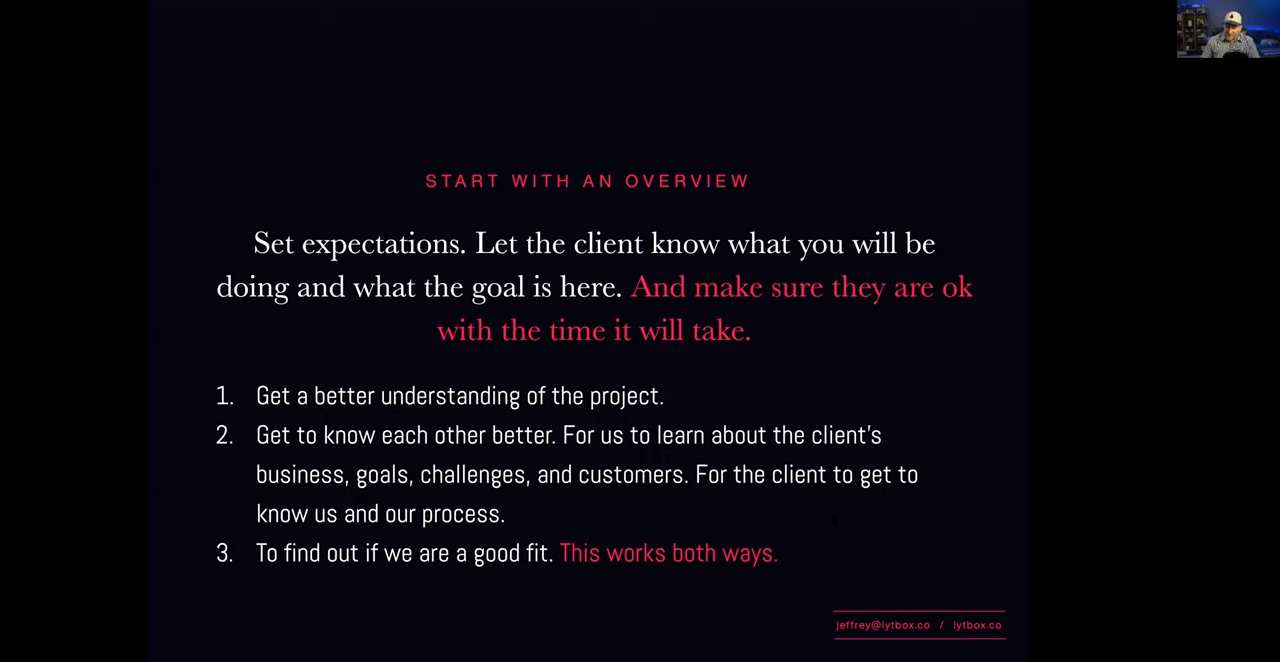 START WITH AN OVERVIEW
Set expectations. Let the client know what you will be
doing and what the goal is here. And make sure they are ok
with the time it will take.
1. Get a better understanding of the project.
2. Get to know each other better. For us to learn about the client's
business, goals, challenges, and customers. For the client to get to
know us and our process.
3. To find out if we are a good fit. This works both ways.
jeffrey@lytbox.co / lytbox.co